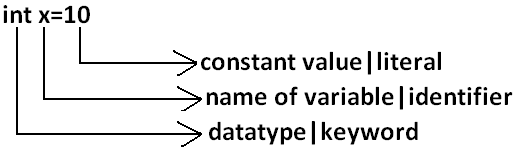 int x=10
constant value|literal
name of variable|identifier
datatype|keyword